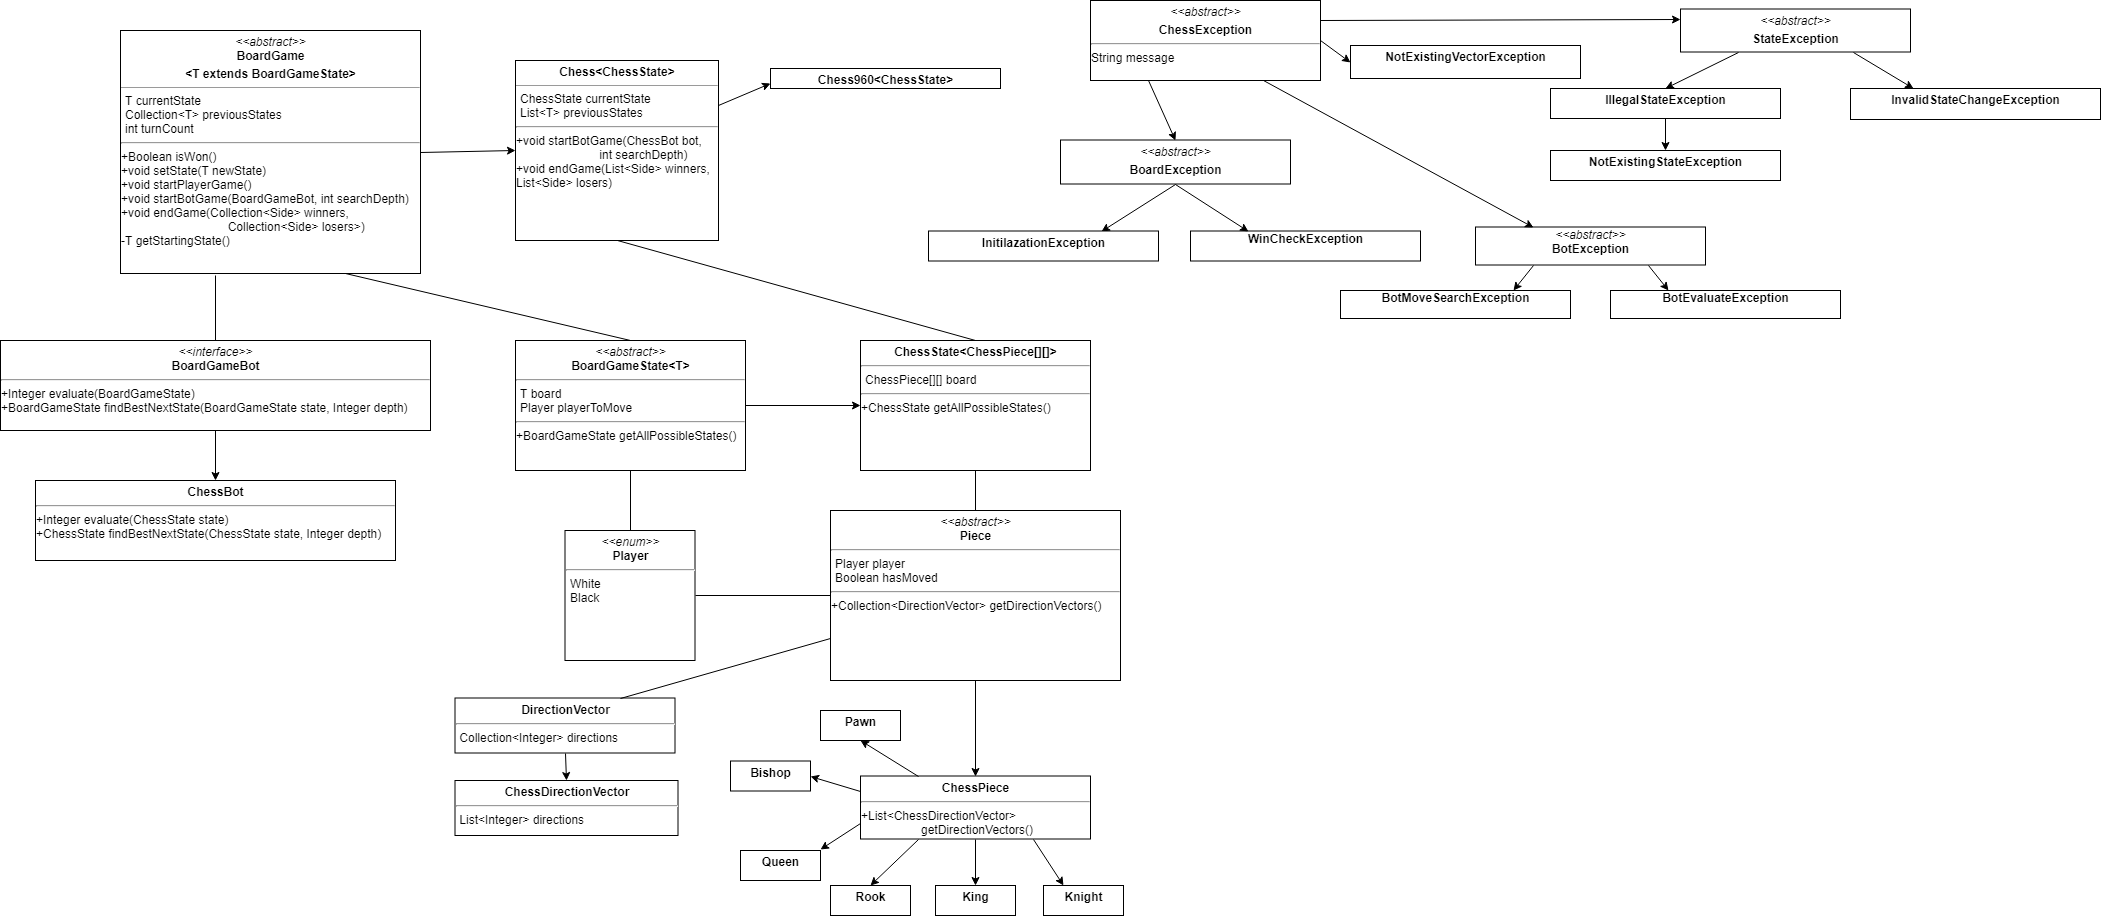 <<abstract>>
BoardGame
<T extends BoardGameState>
T currentState
Collection<T> previousStates
int turnCount
+Boolean isWon()
+void setState(T newState)
+void startPlayerGame()
+void startBotGame(BoardGameBot, int searchDepth)
+void endGame(Collection<Side> winners,
Collection<Side> losers>)
-T getStartingState()
Chess<ChessState>
ChessState currentState
List<T> previousStates
+void startBotGame(ChessBot bot,
int searchDepth)
+void endGame(List<Side> winners,
List<Side> losers)
Chess960<ChessState>
<<abstract>>
ChessException
String message
NotExistingVectorException
<<abstract>>
StateException
IllegalStateException
InvalidStateChangeException
NotExistingStateException
<<abstract>>
BoardException
InitilazationException
WinCheckException
<<abstract>>
BotException
BotMoveSearchException
BotEvaluateException
<<interface>>
BoardGameBot
+Integer evaluate(BoardGameState)
+BoardGameState findBestNextState(BoardGameState state, Integer depth)
ChessBot
+Integer evaluate(ChessState state)
+ChessState findBestNextState(ChessState state, Integer depth)
<<abstract>>
BoardGameState<T>
T board
Player playerToMove
+BoardGameState getAllPossibleStates()
ChessState<ChessPiece[][]>
ChessPiece[][] board
+ChessState getAllPossibleStates()
<<enum>>
Player
White
Black
<<abstract>>
Piece
Player player
Boolean hasMoved
+Collection<DirectionVector> getDirectionVectors()
DirectionVector
Collection<Integer> directions
ChessDirectionVector
List<Integer> directions
Pawn
Bishop
ChessPiece
+List<ChessDirectionVector>
getDirectionVectors()
Queen
Rook
King
Knight